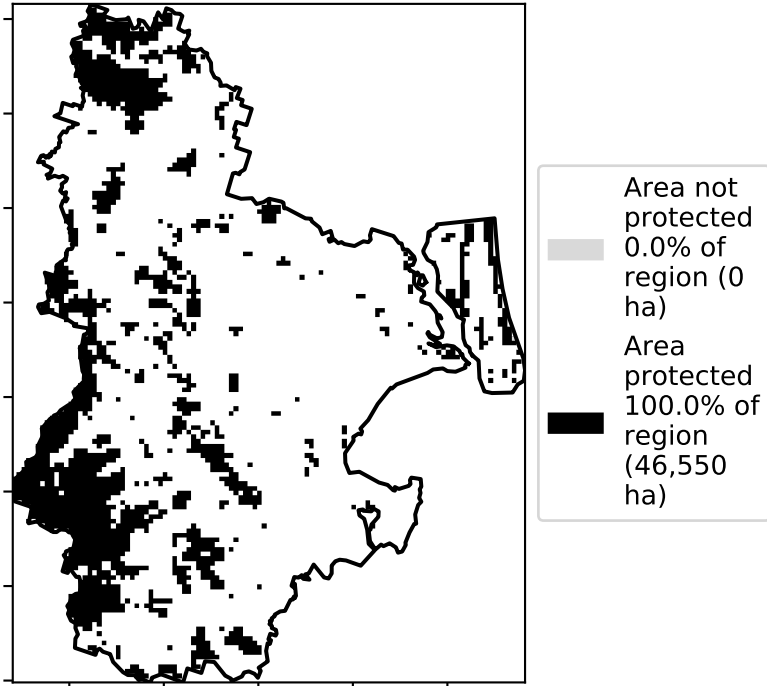 Area not
protected
0.0% of
region (0
ha)
Area
protected
100.0% of
region
(46,550
ha)